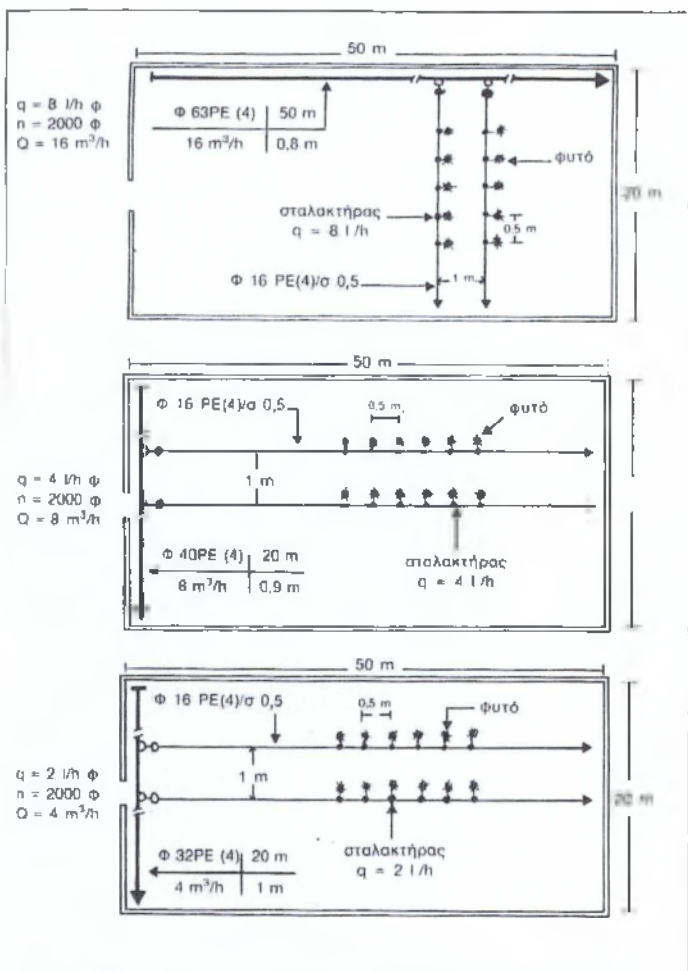 50 m
q = 8 l/h φ
n = 2000 φ
Q = 16 m³/h
Φ 63PE (4) | 50 m
16 m³/h | 0,8 m
φυτό
20 m
σταλακτήρας
q = 8 l/h
0,5 m
Φ 16 PE(4)/σ 0,5
1 m
50 m
Φ 16 PE(4)/σ 0,5
0,5 m
φυτό
q = 4 l/h φ
n = 2000 φ
Q = 8 m³/h
1 m
Φ 40PE (4) | 20 m
8 m³/h | 0,9 m
σταλακτήρας
q = 4 l/h
50 m
Φ 16 PE(4)/σ 0,5
0,5 m
φυτό
q = 2 l/h φ
n = 2000 φ
Q = 4 m³/h
1 m
20 m
Φ 32PE (4) | 20 m
4 m³/h | 1 m
σταλακτήρας
q = 2 l/h